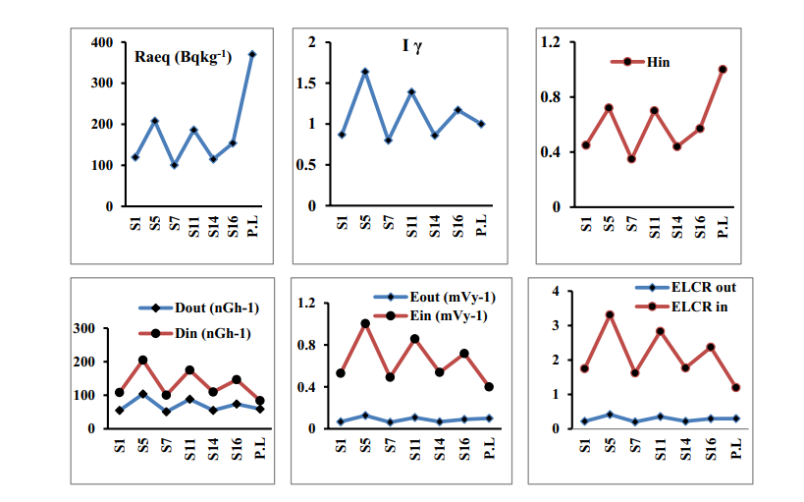 Raeq (Bqkg-1)
400
300
200
100
0
S1 S5 S7 S11 S14 S16 P.L
I γ
2
1.5
1
0.5
0
S1 S5 S7 S11 S14 S16 P.L
Hin
1.2
0.8
0.4
0
S1 S5 S7 S11 S14 S16 P.L
Dout (nGh-1)
Din (nGh-1)
300
200
100
0
S1 S5 S7 S11 S14 S16 P.L
Eout (mVy-1)
Ein (mVy-1)
1.2
0.8
0.4
0
S1 S5 S7 S11 S14 S16 P.L
ELCR out
ELCR in
4
3
2
1
0
S1 S5 S7 S11 S14 S16 P.L